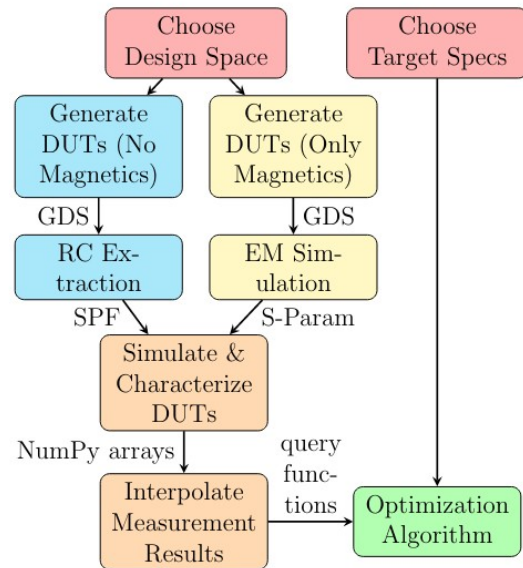 Choose
Design Space
Choose
Target Specs
Generate
DUTs (No
Magnetics)
Generate
DUTs (Only
Magnetics)
GDS
GDS
RC Ex-
traction
EM Sim-
ulation
SPF
S-Param
Simulate &
Characterize
DUTs
NumPy arrays
query
func-
tions
Interpolate
Measurement
Results
Optimization
Algorithm